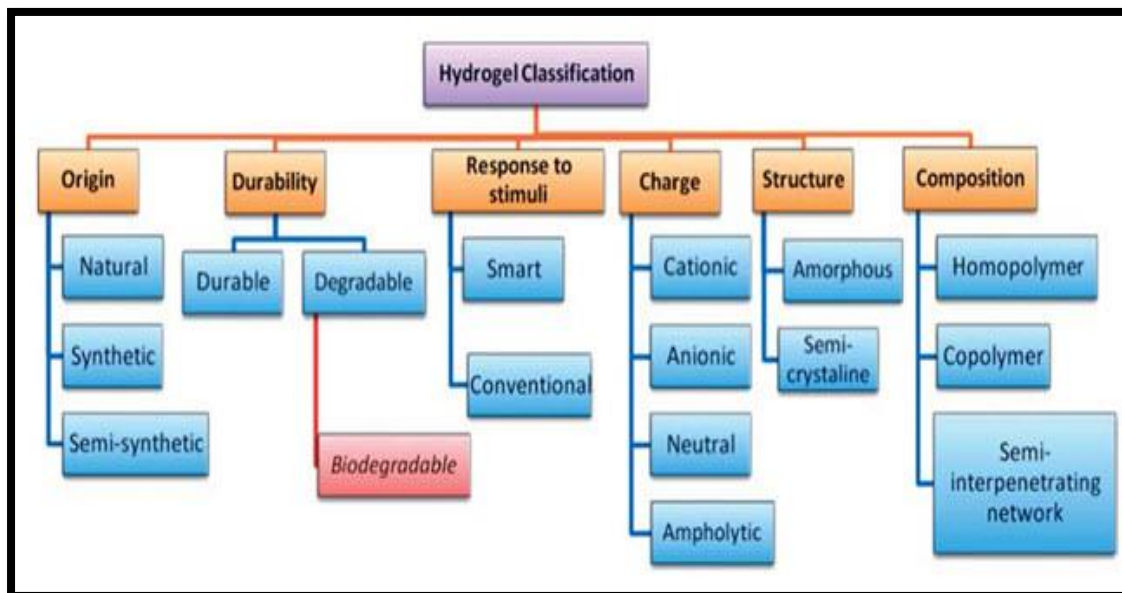 Hydrogel Classification
Origin
Durability
Response to
stimuli
Charge
Structure
Composition
Natural
Synthetic
Semi-synthetic
Durable
Degradable
Biodegradable
Smart
Conventional
Cationic
Anionic
Neutral
Ampholytic
Amorphous
Semi-
crystaline
Homopolymer
Copolymer
Semi-
interpenetrating
network